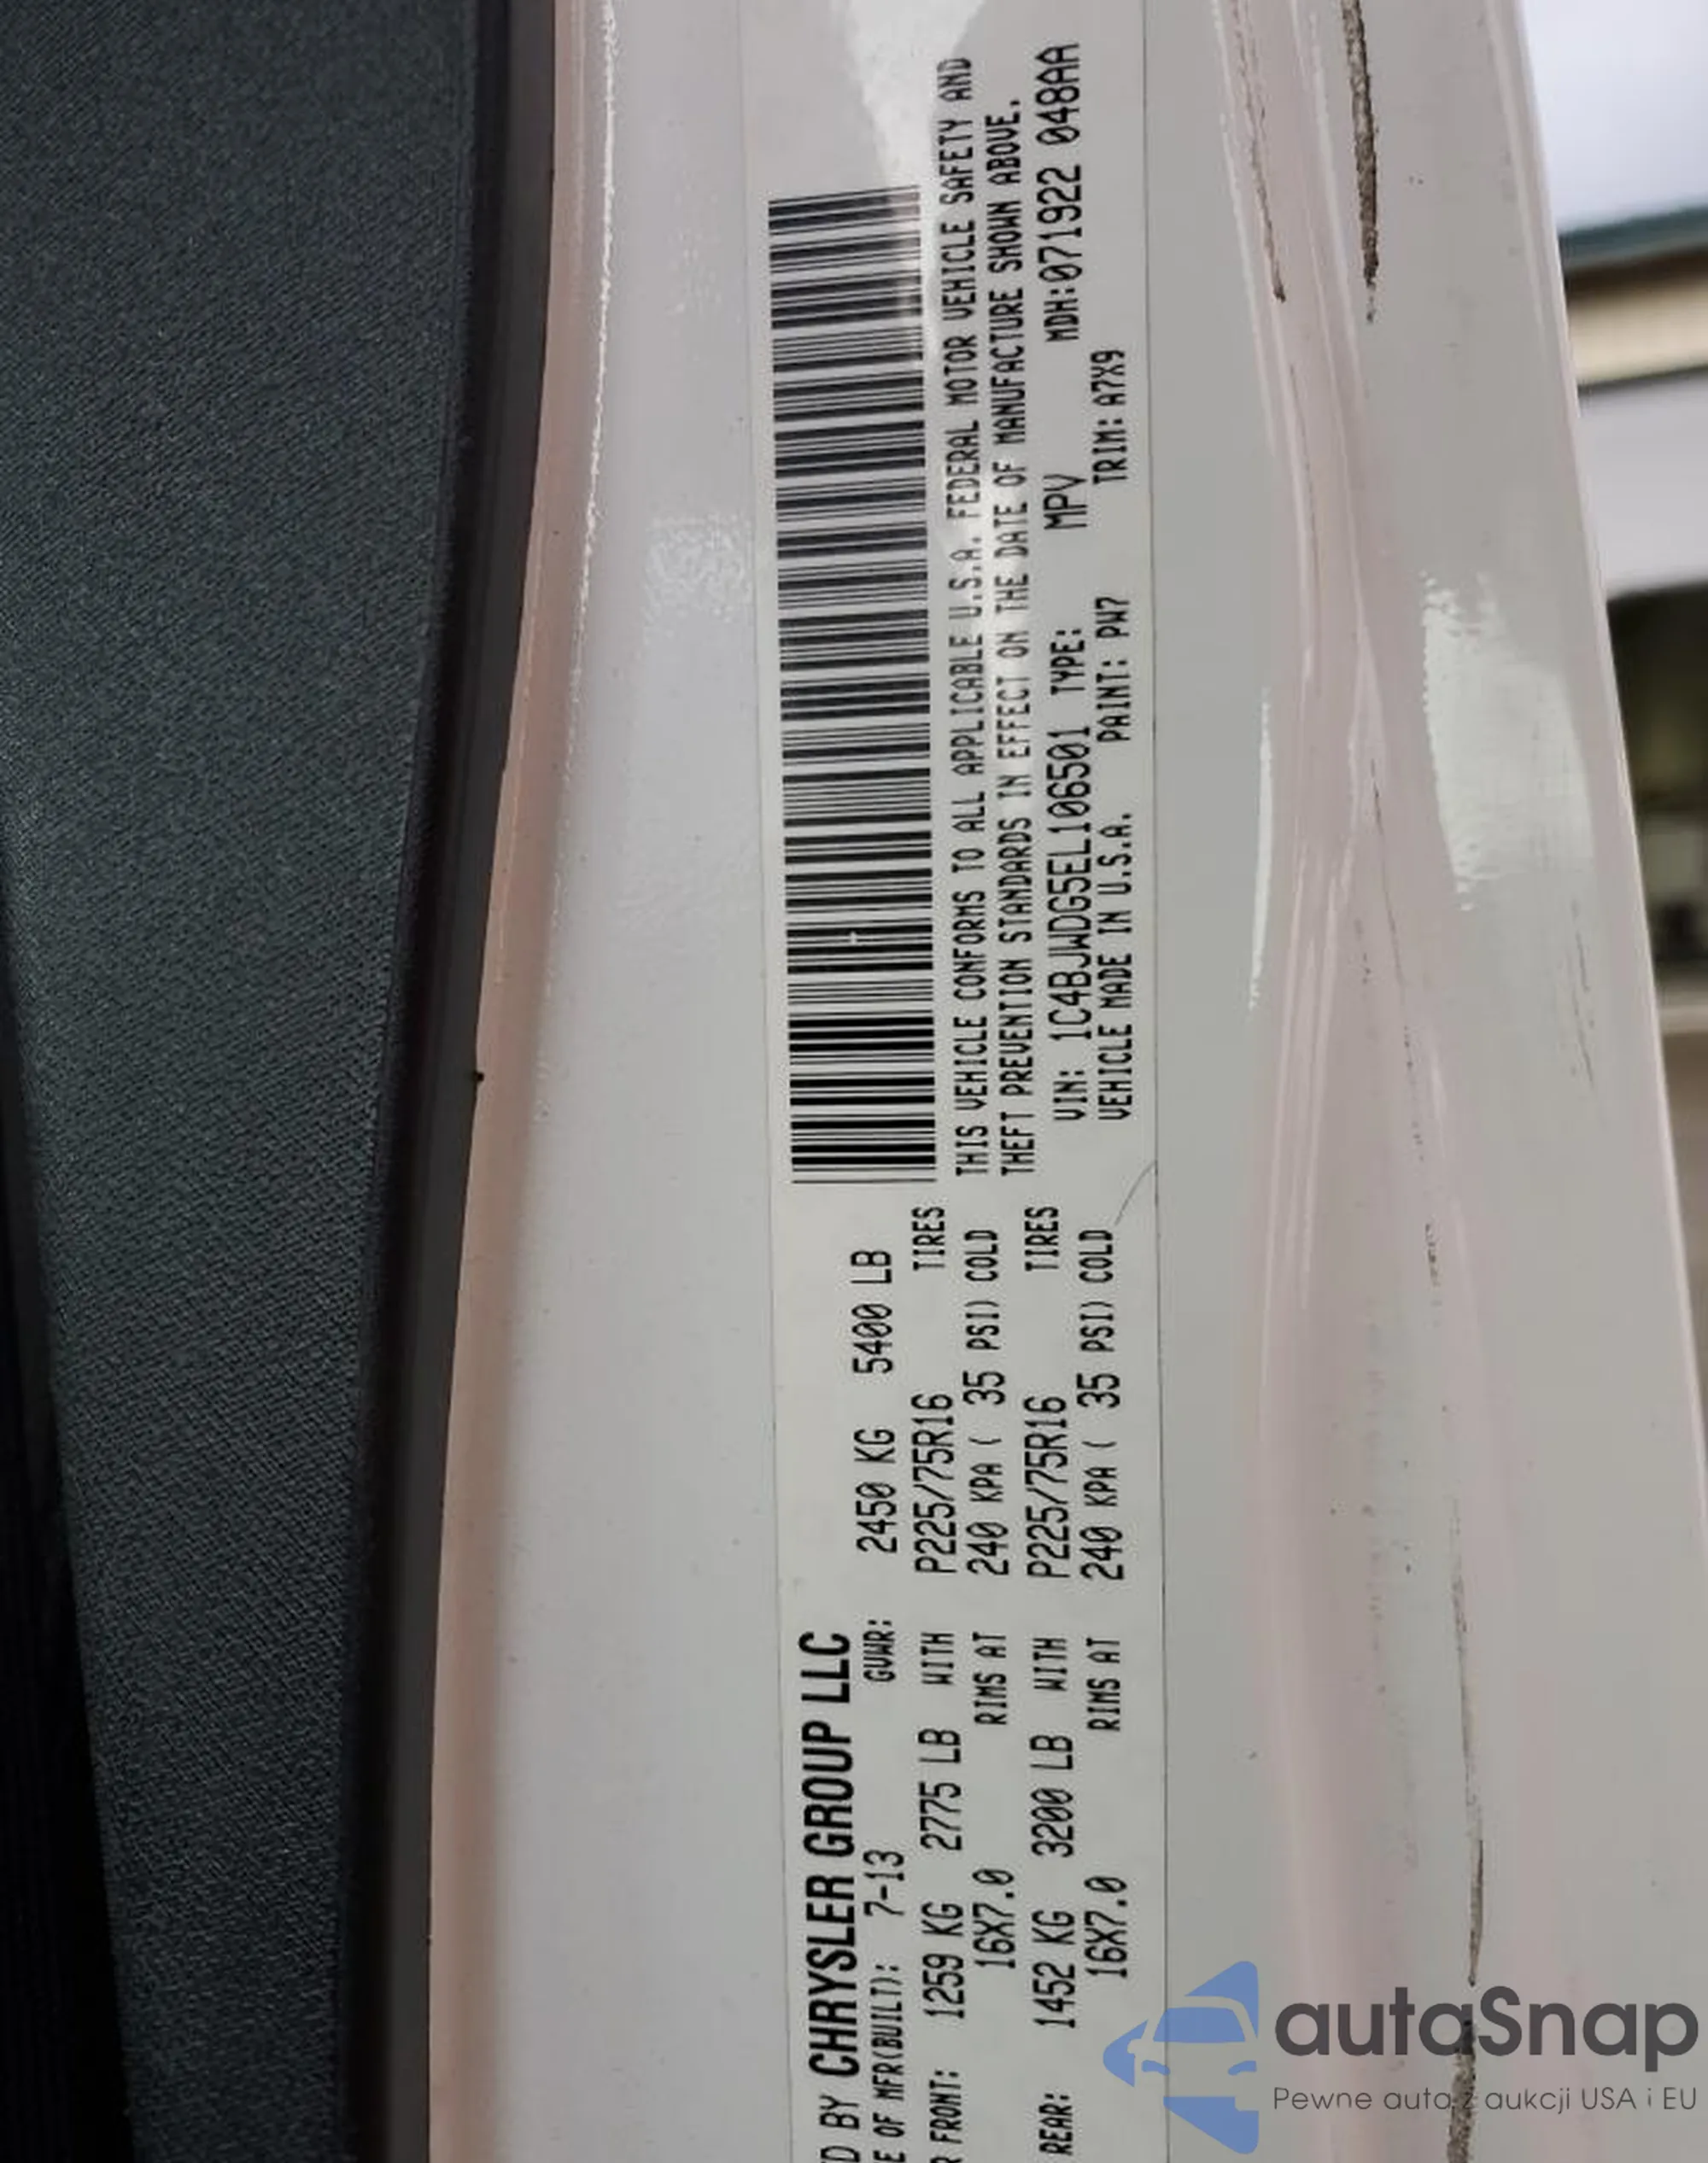 ED BY CHRYSLER GROUP LLC
E OF MFR(BUILT): 7-13 GVWR: 2450 KG 5400 LB
R FRONT: 1259 KG 2775 LB WITH P225/75R16 TIRES
16X7.0 RIMS AT 240 KPA ( 35 PSI) COLD
REAR: 1452 KG 3200 LB WITH P225/75R16 TIRES
16X7.0 RIMS AT 240 KPA ( 35 PSI) COLD
THIS VEHICLE CONFORMS TO ALL APPLICABLE U.S.A. FEDERAL MOTOR VEHICLE SAFETY AND
THEFT PREVENTION STANDARDS IN EFFECT ON THE DATE OF MANUFACTURE SHOWN ABOVE.
VIN: 1C4BJWDG5EL106501 TYPE: MPV MDH:071922 048AA
VEHICLE MADE IN U.S.A. PAINT: PW7 TRIM: A7X9
autaSnap
Pewne auta z aukcji USA i EU